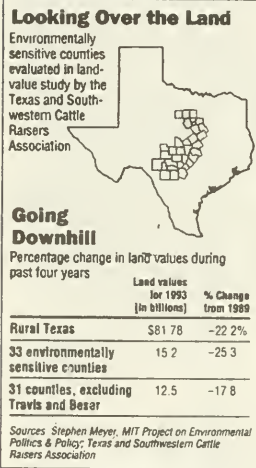 Looking Over the Land
Environmentally
sensitive counties
evaluated in land-
value study by the
Texas and South-
western Cattle
Raisers
Association
Going
Downhill
Percentage change in land values during
past four years
Land values
for 1993 % Change
(in billions) from 1989
Rural Texas $81 78 -22 2%
33 environmentally 15 2 -25 3
sensitive counties
31 counties, excluding 12.5 -17 8
Travis and Bexar
Sources Stephen Meyer, MIT Project on Environmental
Politics & Policy; Texas and Southwestern Cattle
Raisers Association